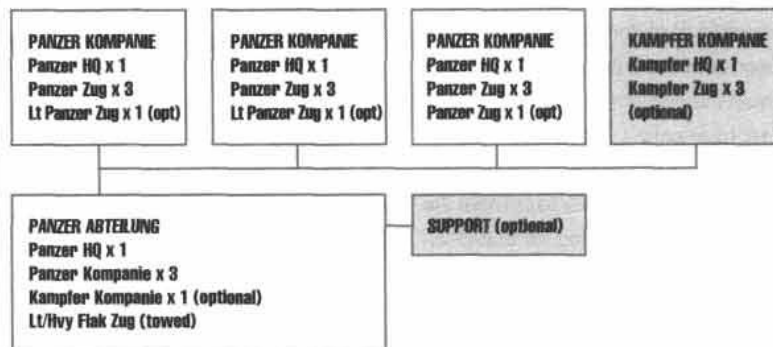 PANZER KOMPANIE
Panzer HQ x 1
Panzer Zug x 3
Lt Panzer Zug x 1 (opt)
PANZER KOMPANIE
Panzer HQ x 1
Panzer Zug x 3
Lt Panzer Zug x 1 (opt)
PANZER KOMPANIE
Panzer HQ x 1
Panzer Zug x 3
Panzer Zug x 1 (opt)
KAMPFER KOMPANIE
Kampfer HQ x 1
Kampfer Zug x 3
(optional)
PANZER ABTEILUNG
Panzer HQ x 1
Panzer Kompanie x 3
Kampfer Kompanie x 1 (optional)
Lt/Hvy Flak Zug (towed)
SUPPORT (optional)